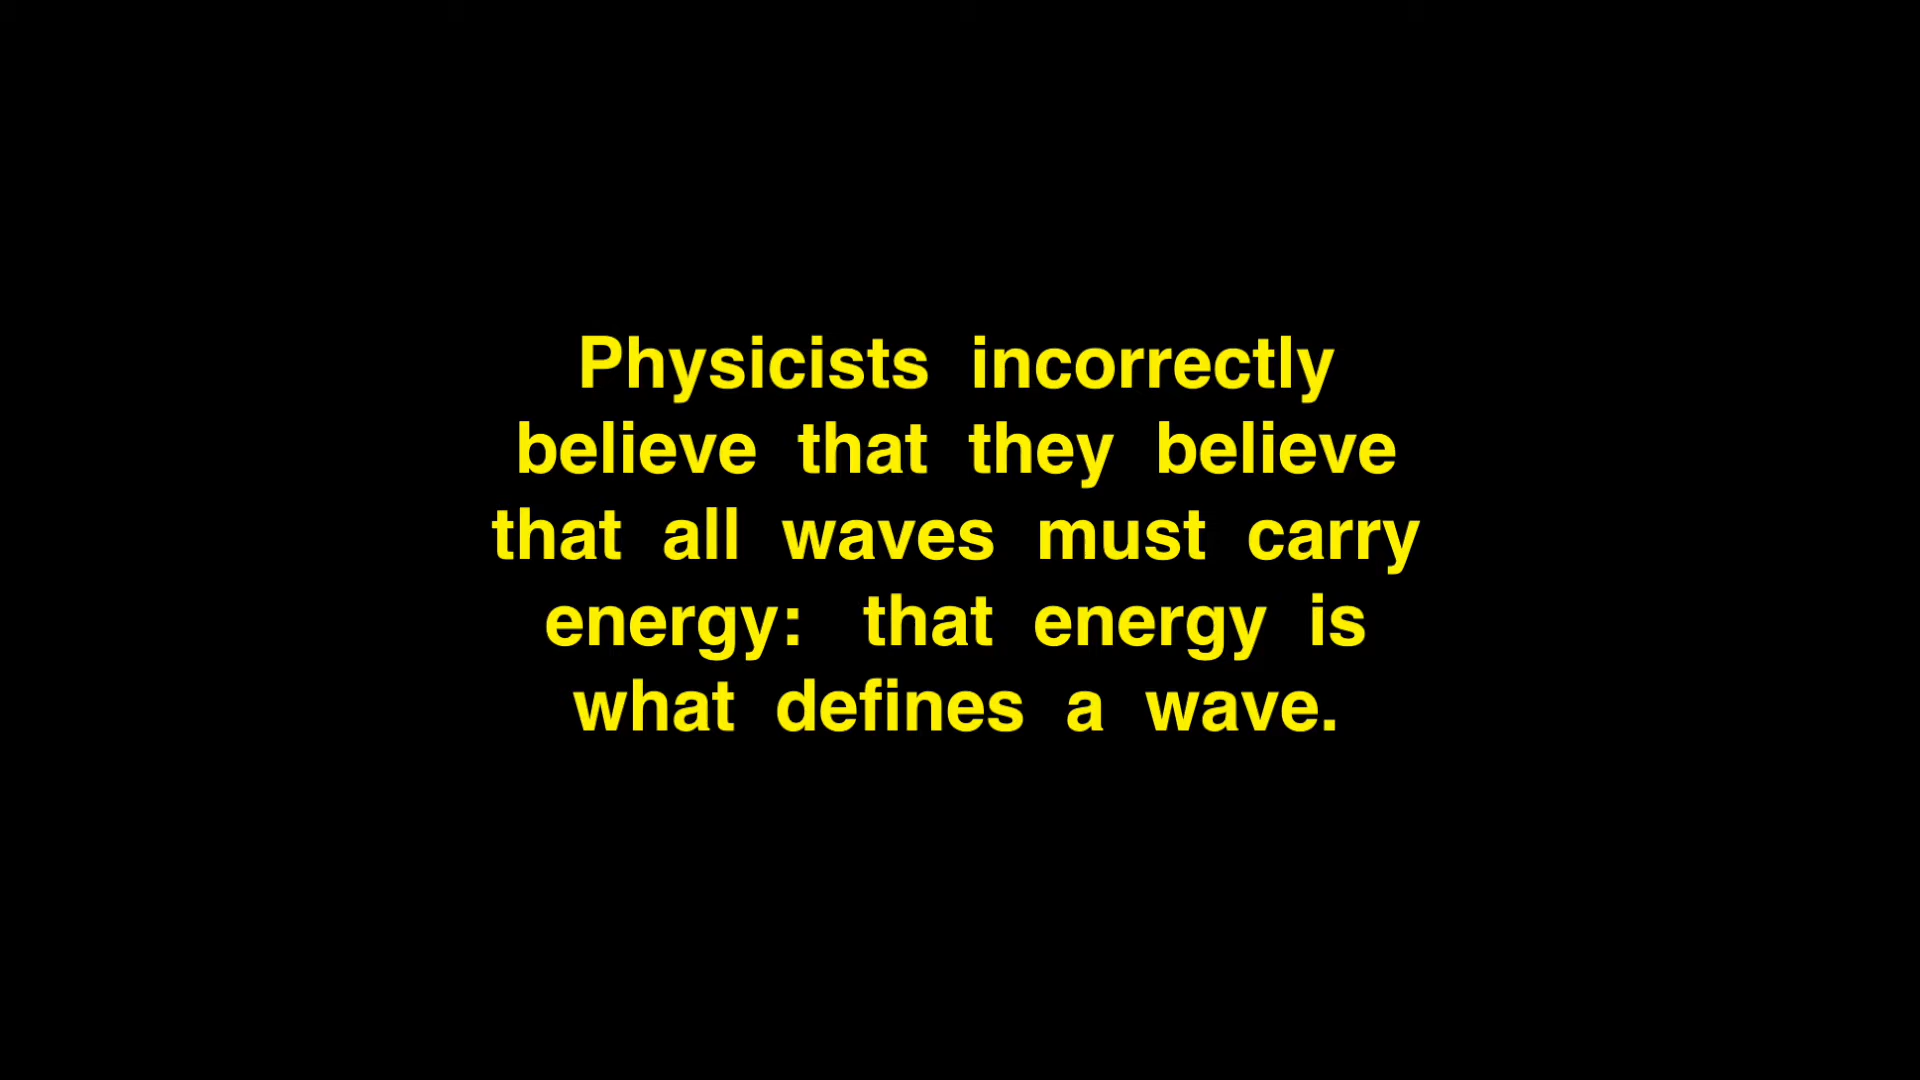 Physicists incorrectly
believe that they believe
that all waves must carry
energy: that energy is
what defines a wave.